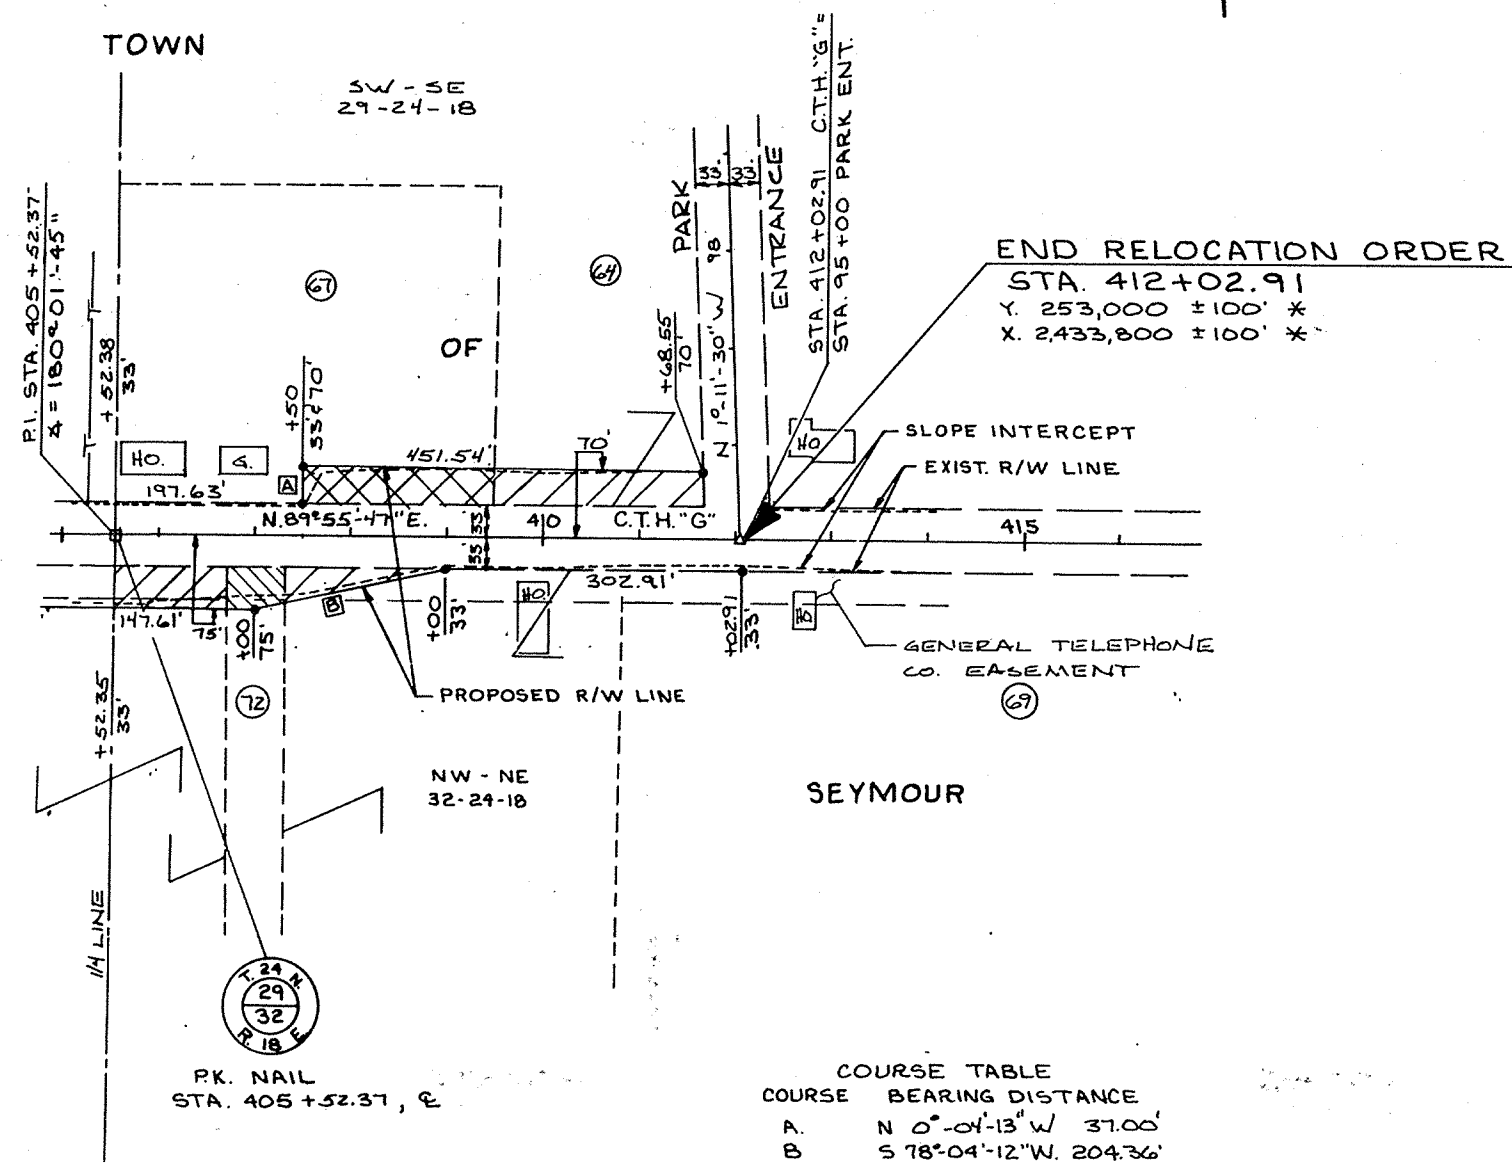 TOWN
SW - SE
29-24-18
P.I. STA. 405+52.37
∡ = 180°-01'-45"
+52.38
33'
T
T
67
64
OF
PARK
ENTRANCE
33.
33.
98
N 1°-11'-30" W
STA. 412+02.91 C.T.H. "G" =
STA. 95+00 PARK ENT.
END RELOCATION ORDER
STA. 412+02.91
Y. 253,000 ±100' *
X. 2,433,800 ±100' *
+50
33' & 70'
+68.55
70'
HO.
G.
A
451.54'
70'
HO
SLOPE INTERCEPT
EXIST. R/W LINE
197.63'
N.89°-55'-47" E.
33'
33'
410
C.T.H. "G"
415
147.61'
75'
+00
75'
B
+00
33'
HO.
302.91'
+02.91
33'
HO
GENERAL TELEPHONE
CO. EASEMENT
PROPOSED R/W LINE
72
69
+52.35
33'
NW - NE
32-24-18
SEYMOUR
1/4 LINE
T. 24 N.
29
32
R. 18 E.
P.K. NAIL
STA. 405+52.37, ℄
COURSE TABLE
COURSE BEARING DISTANCE
A. N 0°-04'-13" W 37.00'
B S 78°-04'-12" W. 204.36'